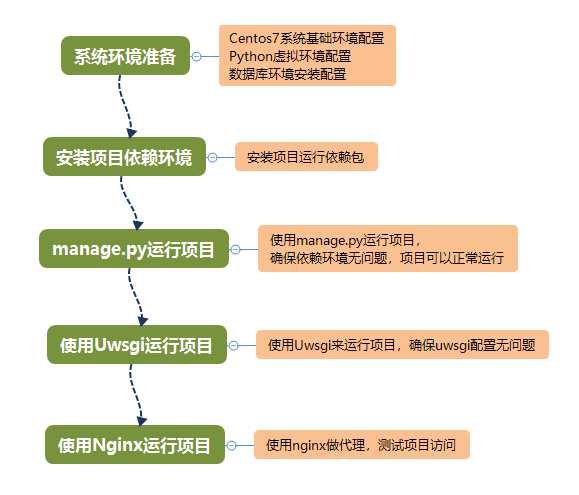 系统环境准备
Centos7系统基础环境配置
Python虚拟环境配置
数据库环境安装配置
安装项目依赖环境
安装项目运行依赖包
manage.py运行项目
使用manage.py运行项目，
确保依赖环境无问题，项目可以正常运行
使用Uwsgi运行项目
使用Uwsgi来运行项目，确保uwsgi配置无问题
使用Nginx运行项目
使用nginx做代理，测试项目访问